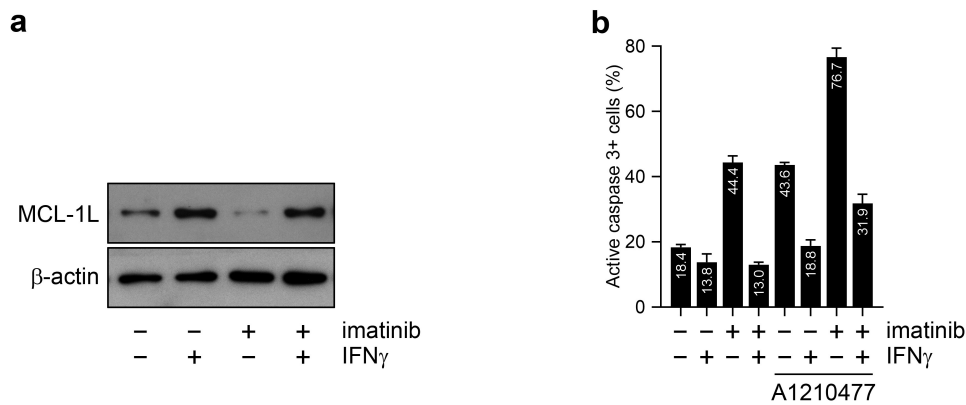 a
MCL-1L
β-actin
– – + + imatinib
– + – + IFNγ
b
Active caspase 3+ cells (%)
80
60
40
20
0
18.4
13.8
44.4
13.0
43.6
18.8
76.7
31.9
– – + + – – + + imatinib
– + – + – + – + IFNγ
A1210477